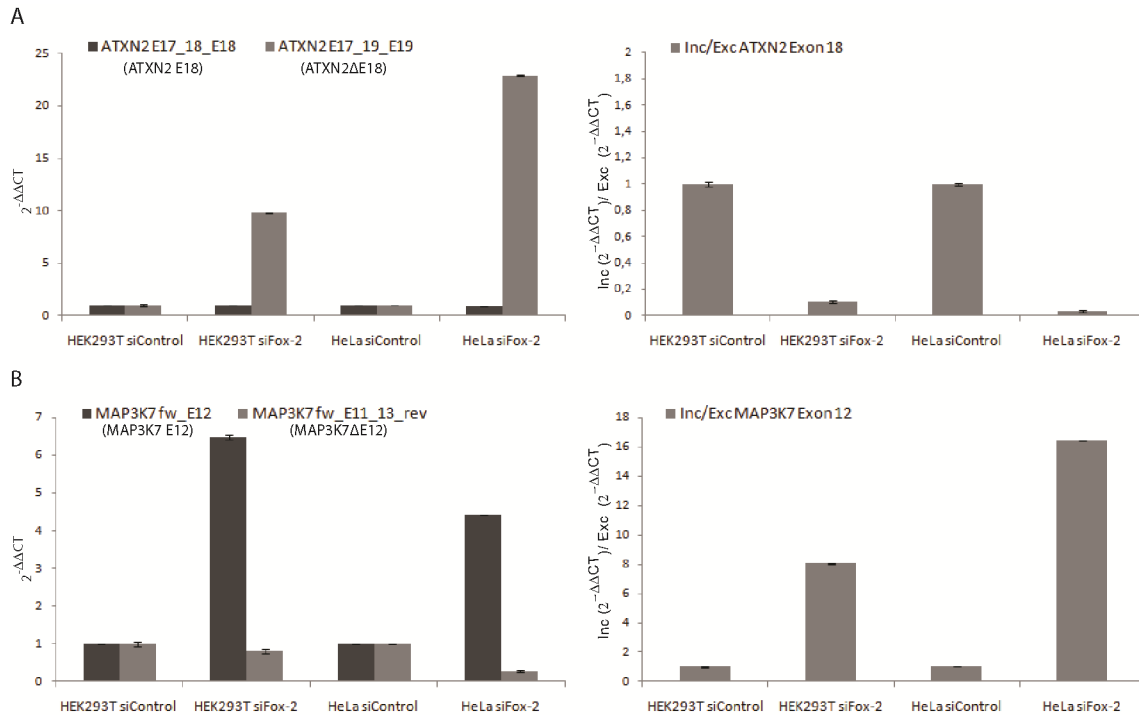 A
ATXN2 E17_18_E18
(ATXN2 E18)
ATXN2 E17_19_E19
(ATXN2ΔE18)
25
20
15
10
5
0
2^-ΔΔCT
HEK293T siControl
HEK293T siFox-2
HeLa siControl
HeLa siFox-2
Inc/Exc ATXN2 Exon 18
2
1,8
1,6
1,4
1,2
1
0,8
0,6
0,4
0,2
0
Inc (2^-ΔΔCT)/ Exc (2^-ΔΔCT)
HEK293T siControl
HEK293T siFox-2
HeLa siControl
HeLa siFox-2
B
MAP3K7 fw_E12
(MAP3K7 E12)
MAP3K7 fw_E11_13_rev
(MAP3K7ΔE12)
7
6
5
4
3
2
1
0
2^-ΔΔCT
HEK293T siControl
HEK293T siFox-2
HeLa siControl
HeLa siFox-2
Inc/Exc MAP3K7 Exon 12
18
16
14
12
10
8
6
4
2
0
Inc (2^-ΔΔCT)/ Exc (2^-ΔΔCT)
HEK293T siControl
HEK293T siFox-2
HeLa siControl
HeLa siFox-2